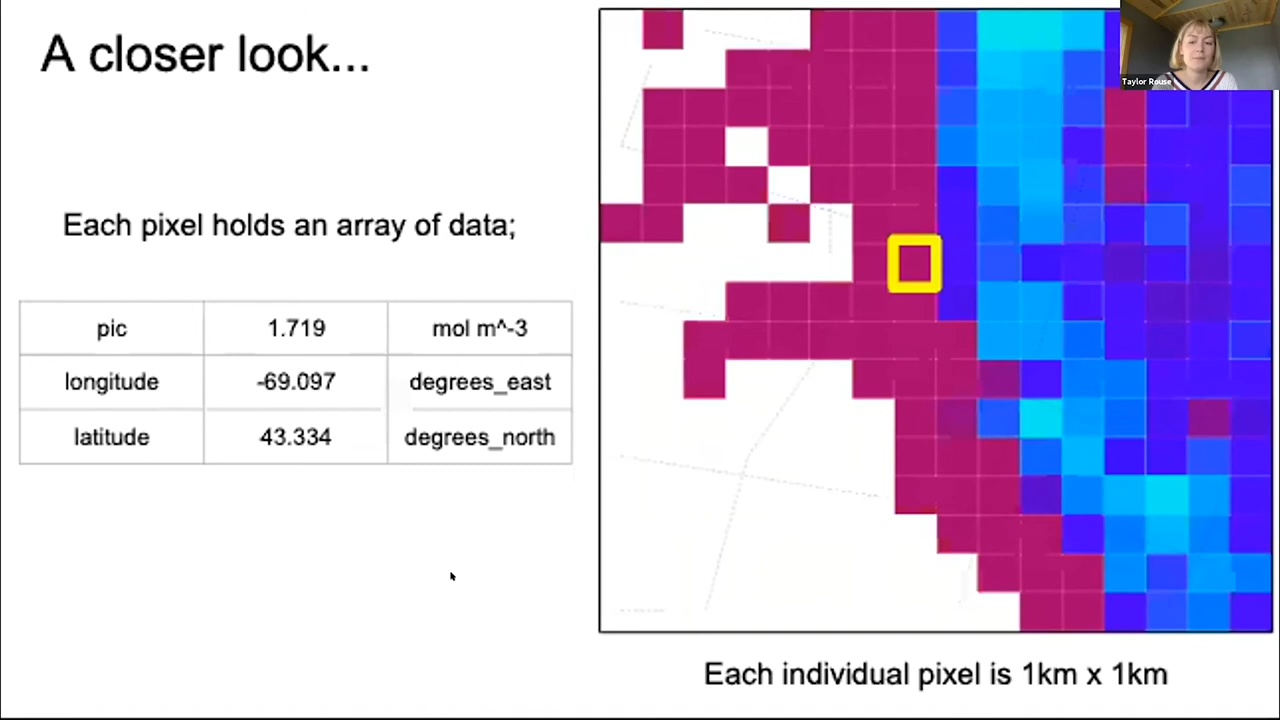 A closer look...
Taylor Rouse
Each pixel holds an array of data;
pic 1.719 mol m^-3
longitude -69.097 degrees_east
latitude 43.334 degrees_north
Each individual pixel is 1km x 1km